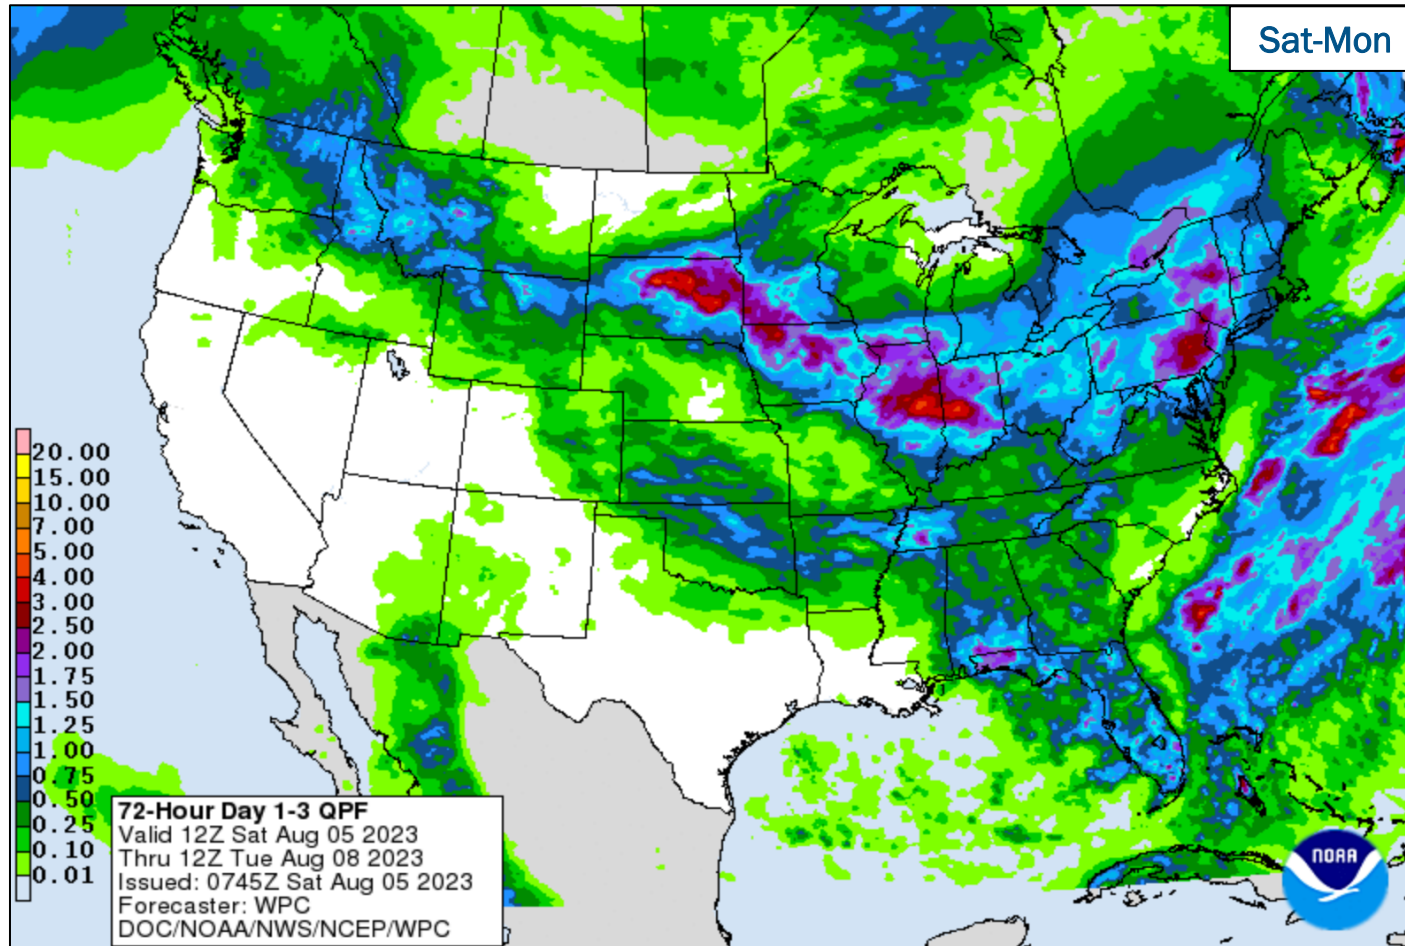 Sat-Mon
20.00
15.00
10.00
7.00
5.00
4.00
3.00
2.50
2.00
1.75
1.50
1.25
1.00
0.75
0.50
0.25
0.10
0.01
72-Hour Day 1-3 QPF
Valid 12Z Sat Aug 05 2023
Thru 12Z Tue Aug 08 2023
Issued: 0745Z Sat Aug 05 2023
Forecaster: WPC
DOC/NOAA/NWS/NCEP/WPC
NOAA